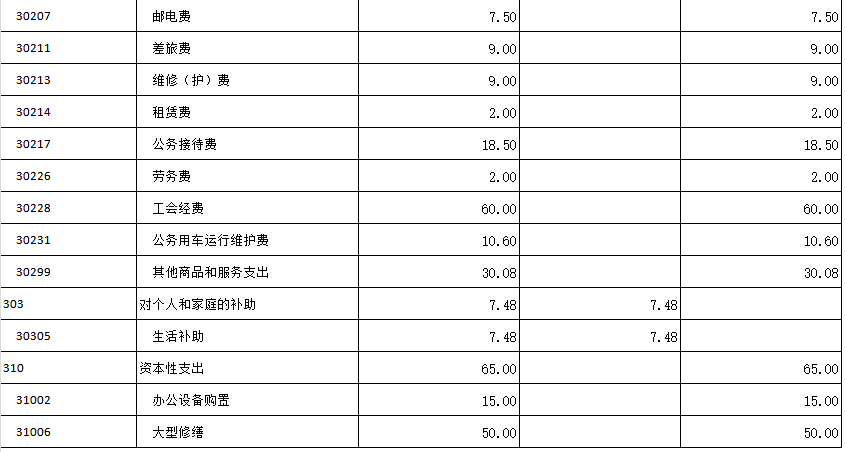 30207 邮电费 7.50 7.50
30211 差旅费 9.00 9.00
30213 维修（护）费 9.00 9.00
30214 租赁费 2.00 2.00
30217 公务接待费 18.50 18.50
30226 劳务费 2.00 2.00
30228 工会经费 60.00 60.00
30231 公务用车运行维护费 10.60 10.60
30299 其他商品和服务支出 30.08 30.08
303 对个人和家庭的补助 7.48 7.48
30305 生活补助 7.48 7.48
310 资本性支出 65.00 65.00
31002 办公设备购置 15.00 15.00
31006 大型修缮 50.00 50.00